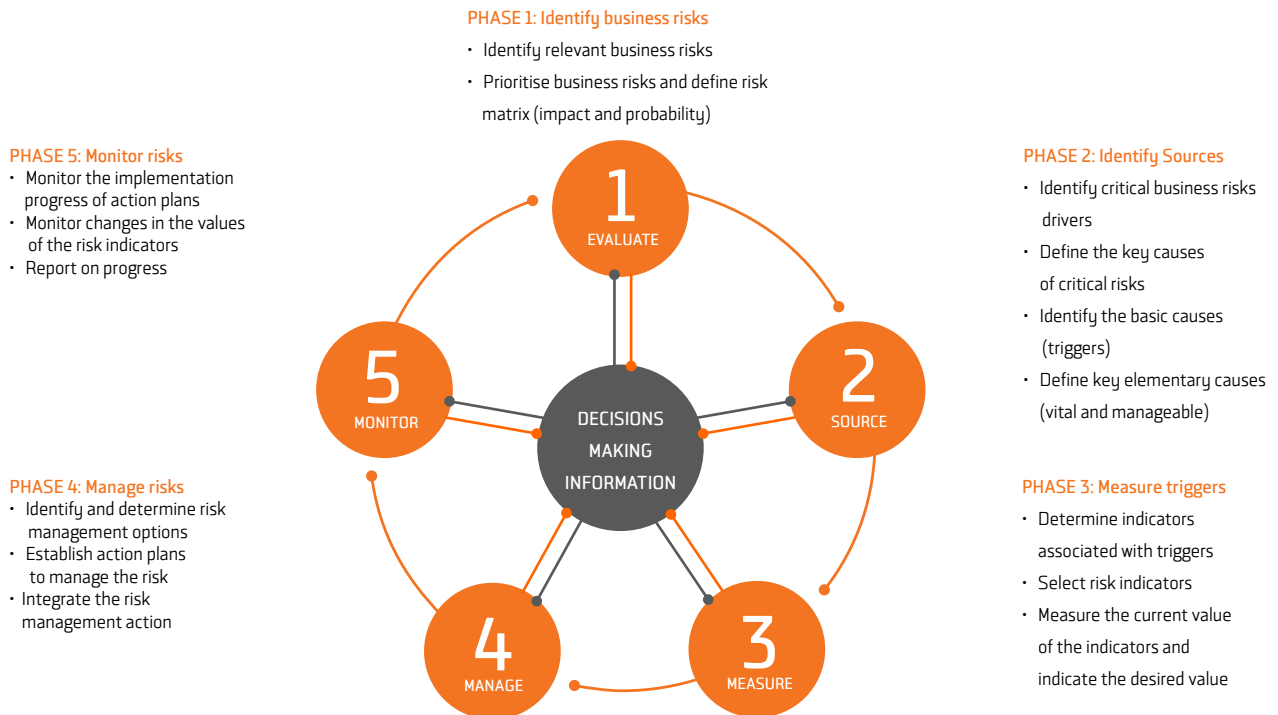 PHASE 1: Identify business risks
• Identify relevant business risks
• Prioritise business risks and define risk
matrix (impact and probability)
PHASE 5: Monitor risks
• Monitor the implementation
progress of action plans
• Monitor changes in the values
of the risk indicators
• Report on progress
1
EVALUATE
PHASE 2: Identify Sources
• Identify critical business risks
drivers
• Define the key causes
of critical risks
• Identify the basic causes
(triggers)
• Define key elementary causes
(vital and manageable)
5
MONITOR
DECISIONS
MAKING
INFORMATION
2
SOURCE
PHASE 4: Manage risks
• Identify and determine risk
management options
• Establish action plans
to manage the risk
• Integrate the risk
management action
4
MANAGE
3
MEASURE
PHASE 3: Measure triggers
• Determine indicators
associated with triggers
• Select risk indicators
• Measure the current value
of the indicators and
indicate the desired value